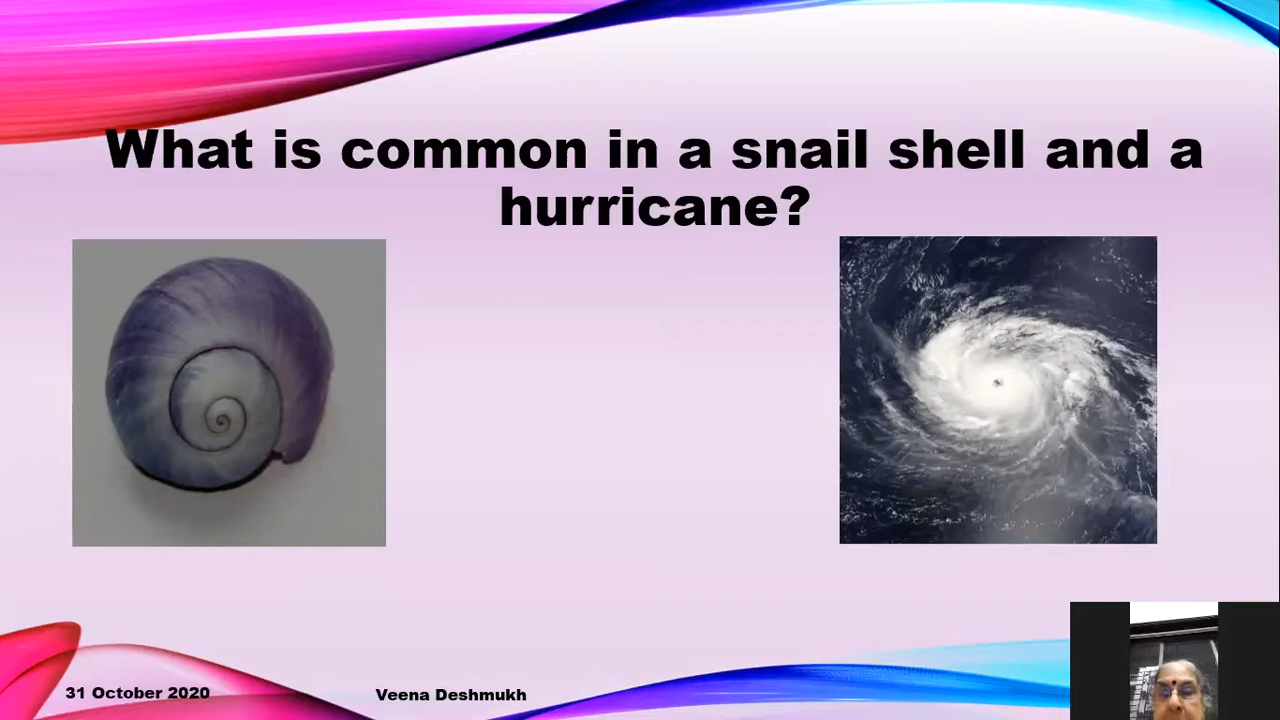 What is common in a snail shell and a
hurricane?
31 October 2020
Veena Deshmukh